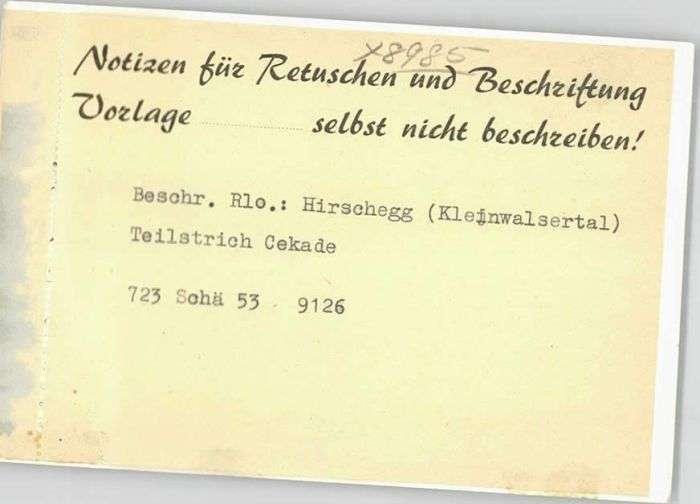 x8985
Notizen für Retuschen und Beschriftung
Vorlage ............ selbst nicht beschreiben!
Beschr. Rlo.: Hirschegg (Kleinwalsertal)
Teilstrich Cekade
723 Schä 53 9126